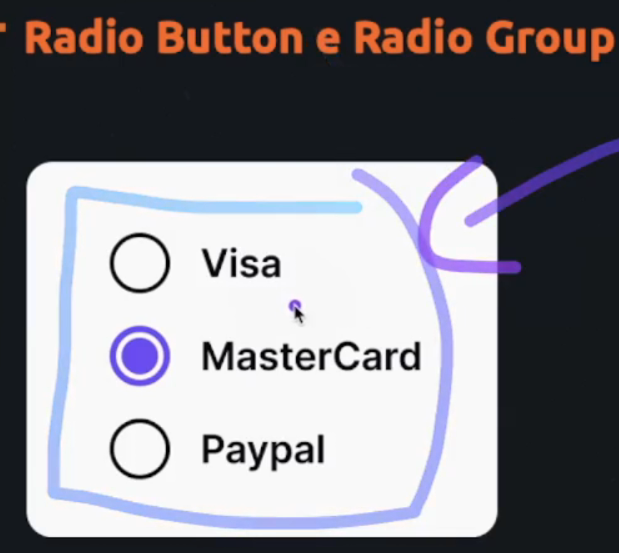 Radio Button e Radio Group
Visa
MasterCard
Paypal